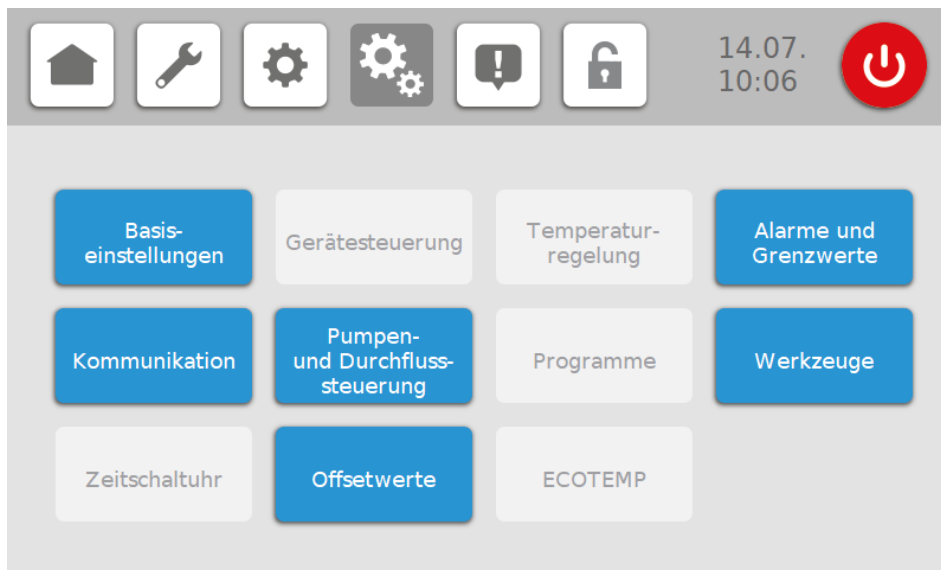 14.07.
10:06
Basis-
einstellungen
Gerätesteuerung
Temperatur-
regelung
Alarme und
Grenzwerte
Kommunikation
Pumpen-
und Durchfluss-
steuerung
Programme
Werkzeuge
Zeitschaltuhr
Offsetwerte
ECOTEMP